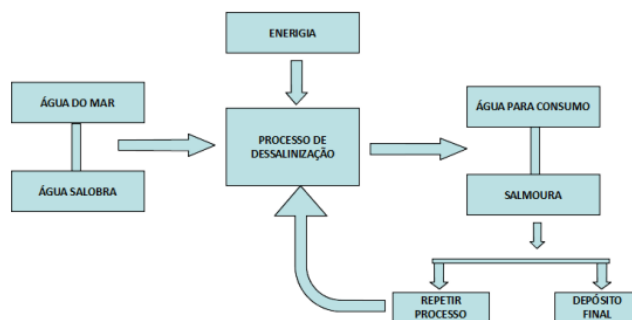 ENERIGIA
ÁGUA DO MAR
ÁGUA SALOBRA
PROCESSO DE
DESSALINIZAÇÃO
ÁGUA PARA CONSUMO
SALMOURA
REPETIR
PROCESSO
DEPÓSITO
FINAL